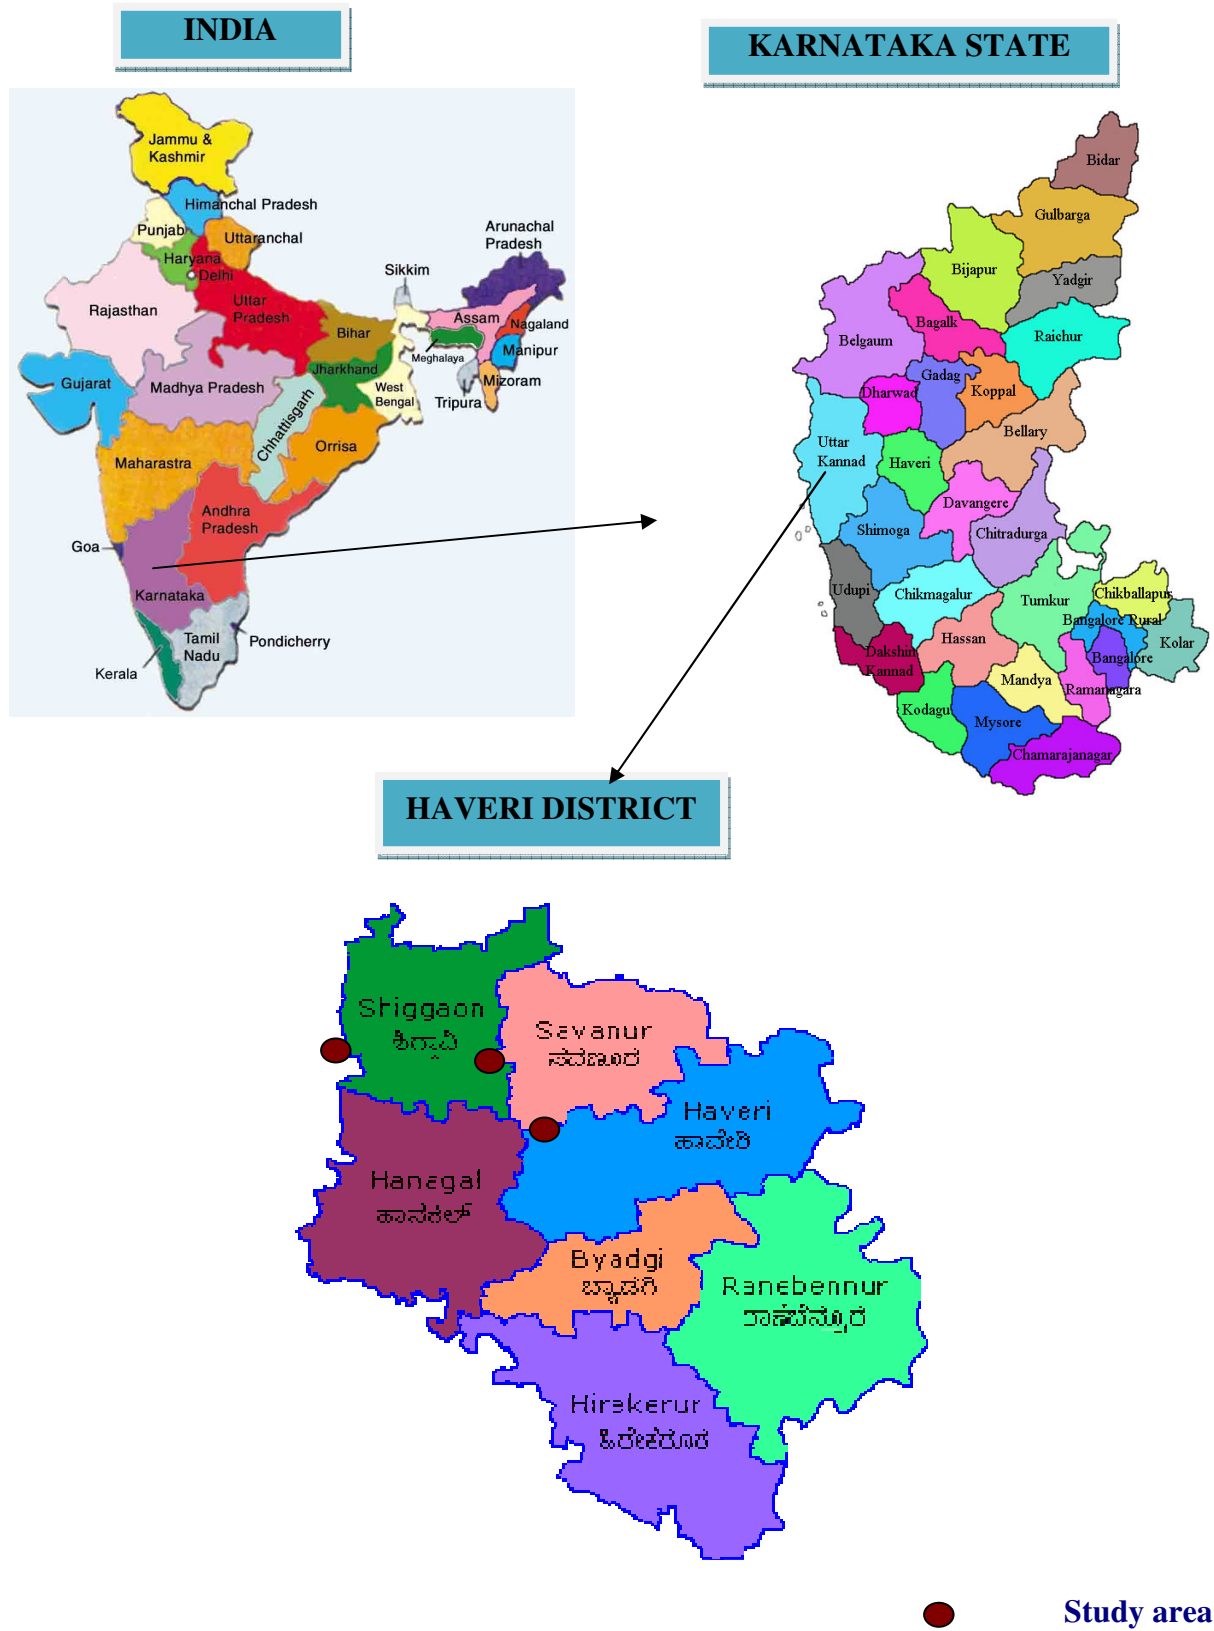 INDIA
KARNATAKA STATE
Jammu &
Kashmir
Himanchal Pradesh
Punjab
Uttaranchal
Haryana
Delhi
Arunachal
Pradesh
Sikkim
Rajasthan
Uttar
Pradesh
Bihar
Assam
Nagaland
Meghalaya
Manipur
Jharkhand
Gujarat
Madhya Pradesh
West
Bengal
Mizoram
Tripura
Chhattisgarh
Orrisa
Maharastra
Andhra
Pradesh
Goa
Karnataka
Tamil
Nadu
Pondicherry
Kerala
Bidar
Gulbarga
Bijapur
Yadgir
Bagalk
Raichur
Belgaum
Gadag
Koppal
Dharwad
Bellary
Uttar
Kannad
Haveri
Davangere
Shimoga
Chitradurga
Udupi
Chikmagalur
Tumkur
Chikballapur
Bangalore Rural
Kolar
Hassan
Dakshin
Kannad
Bangalore
Mandya
Ramanagara
Kodagu
Mysore
Chamarajanagar
HAVERI DISTRICT
Shiggaon
Savanur
ಸವಣೂರ
Haveri
ಹಾವೇರಿ
Hanagal
ಹಾನಗಲ್
Byadgi
ಬ್ಯಾಡಗಿ
Ranebennur
Hirekerur
ಹಿರೇಕೆರೂರ
Study area